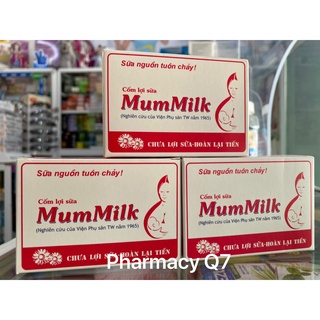 Sữa nguồn tuôn chảy!
Cốm lợi sữa
MumMilk
(Nghiên cứu của Viện Phụ sản TW năm 1965)
CHƯA LỢI SỮA-HOÀN LẠI TIỀN
Sữa nguồn tuôn chảy!
Cốm lợi sữa
MumMilk
(Nghiên cứu của Viện Phụ sản TW năm 1965)
CHƯA LỢI SỮA-HOÀN LẠI TIỀN
Sữa nguồn tuôn chảy!
Cốm lợi sữa
MumMilk
(Nghiên cứu của Viện Phụ sản TW năm 1965)
CHƯA LỢI SỮA-HOÀN LẠI TIỀN
Pharmacy Q7